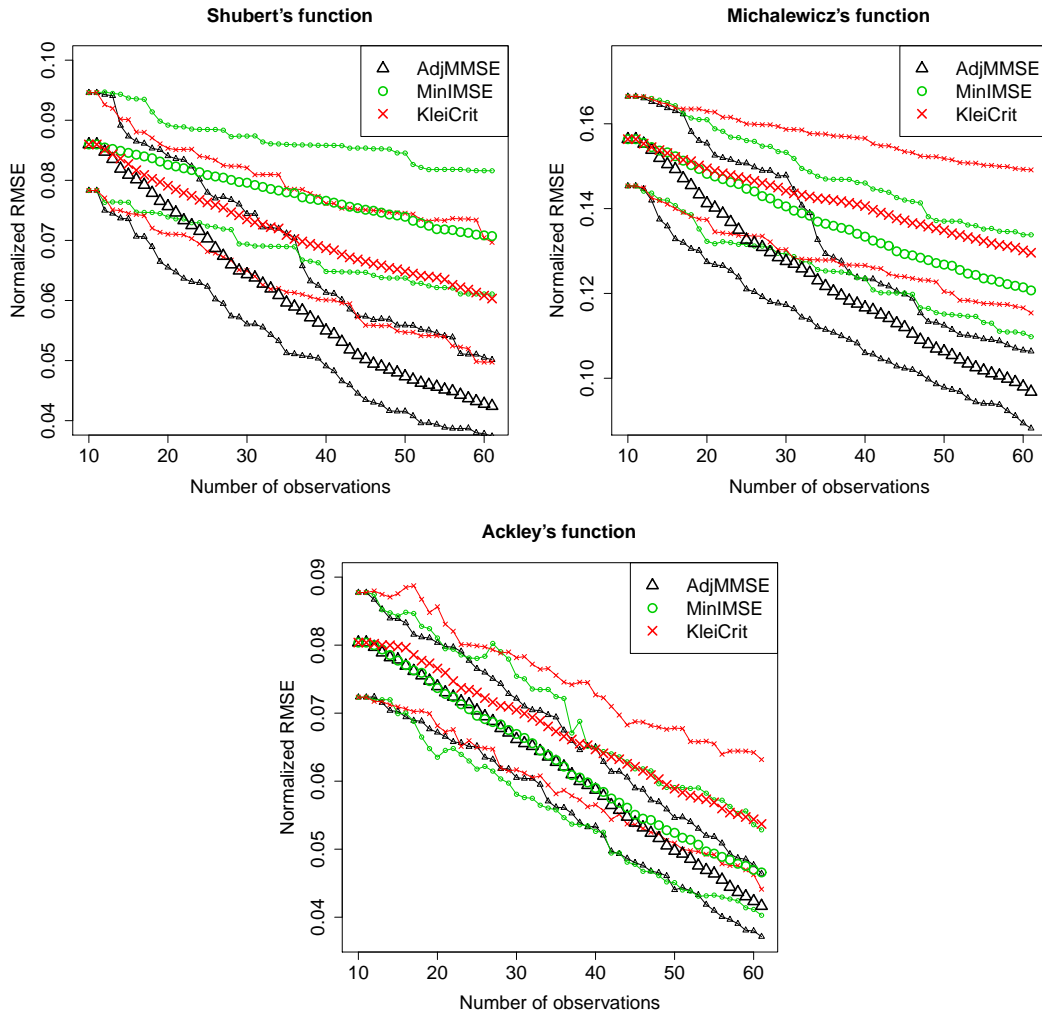 Shubert's function
Normalized RMSE
0.04 0.05 0.06 0.07 0.08 0.09 0.10
AdjMMSE
MinIMSE
KleiCrit
10 20 30 40 50 60
Number of observations
Michalewicz's function
Normalized RMSE
0.10 0.12 0.14 0.16
AdjMMSE
MinIMSE
KleiCrit
10 20 30 40 50 60
Number of observations
Ackley's function
Normalized RMSE
0.04 0.05 0.06 0.07 0.08 0.09
AdjMMSE
MinIMSE
KleiCrit
10 20 30 40 50 60
Number of observations